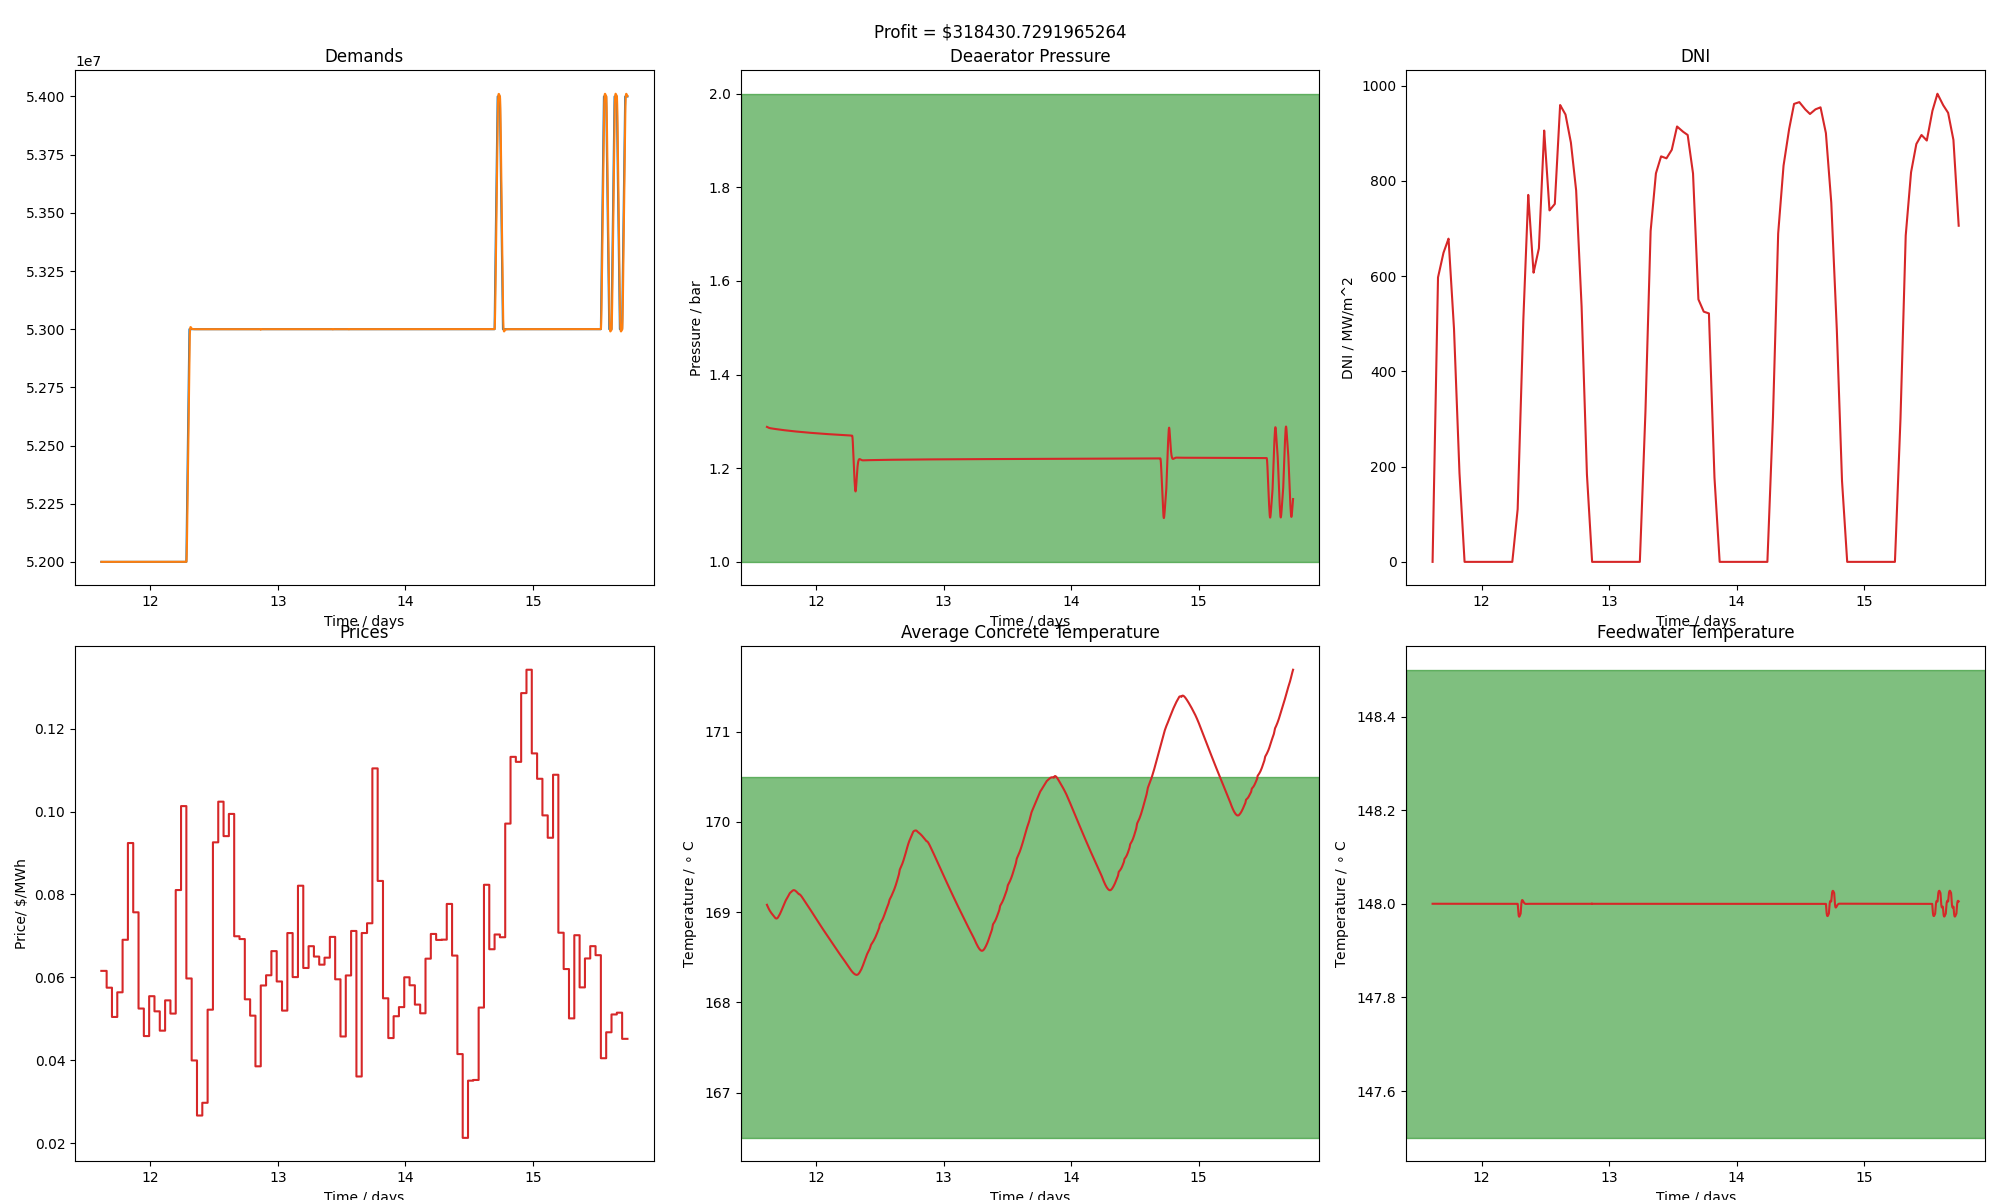 Profit = $318430.7291965264
Demands
1e7
5.400
5.375
5.350
5.325
5.300
5.275
5.250
5.225
5.200
12 13 14 15
Time / days
Deaerator Pressure
Pressure / bar
2.0
1.8
1.6
1.4
1.2
1.0
12 13 14 15
Time / days
DNI
DNI / MW/m^2
1000
800
600
400
200
0
12 13 14 15
Time / days
Prices
Price/ $/MWh
0.12
0.10
0.08
0.06
0.04
0.02
12 13 14 15
Time / days
Average Concrete Temperature
Temperature / ∘ C
171
170
169
168
167
12 13 14 15
Time / days
Feedwater Temperature
Temperature / ∘ C
148.4
148.2
148.0
147.8
147.6
12 13 14 15
Time / days